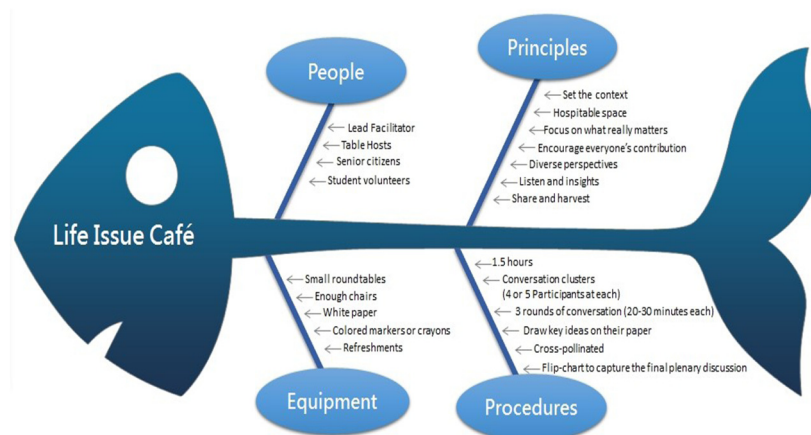 People
Lead Facilitator
Table Hosts
Senior citizens
Student volunteers
Principles
Set the context
Hospitable space
Focus on what really matters
Encourage everyone's contribution
Diverse perspectives
Listen and insights
Share and harvest
Life Issue Café
Small round tables
Enough chairs
White paper
Colored markers or crayons
Refreshments
Equipment
1.5 hours
Conversation clusters
(4 or 5 Participants at each)
3 rounds of conversation (20-30 minutes each)
Draw key ideas on their paper
Cross-pollinated
Flip-chart to capture the final plenary discussion
Procedures